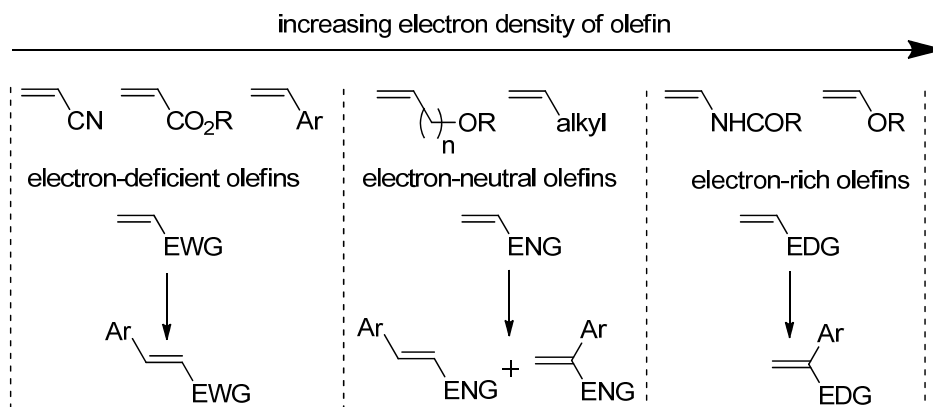 increasing electron density of olefin
CN CO₂R Ar ( )n OR alkyl NHCOR OR
electron-deficient olefins electron-neutral olefins electron-rich olefins
EWG ENG EDG
Ar Ar Ar
+
EWG ENG ENG EDG